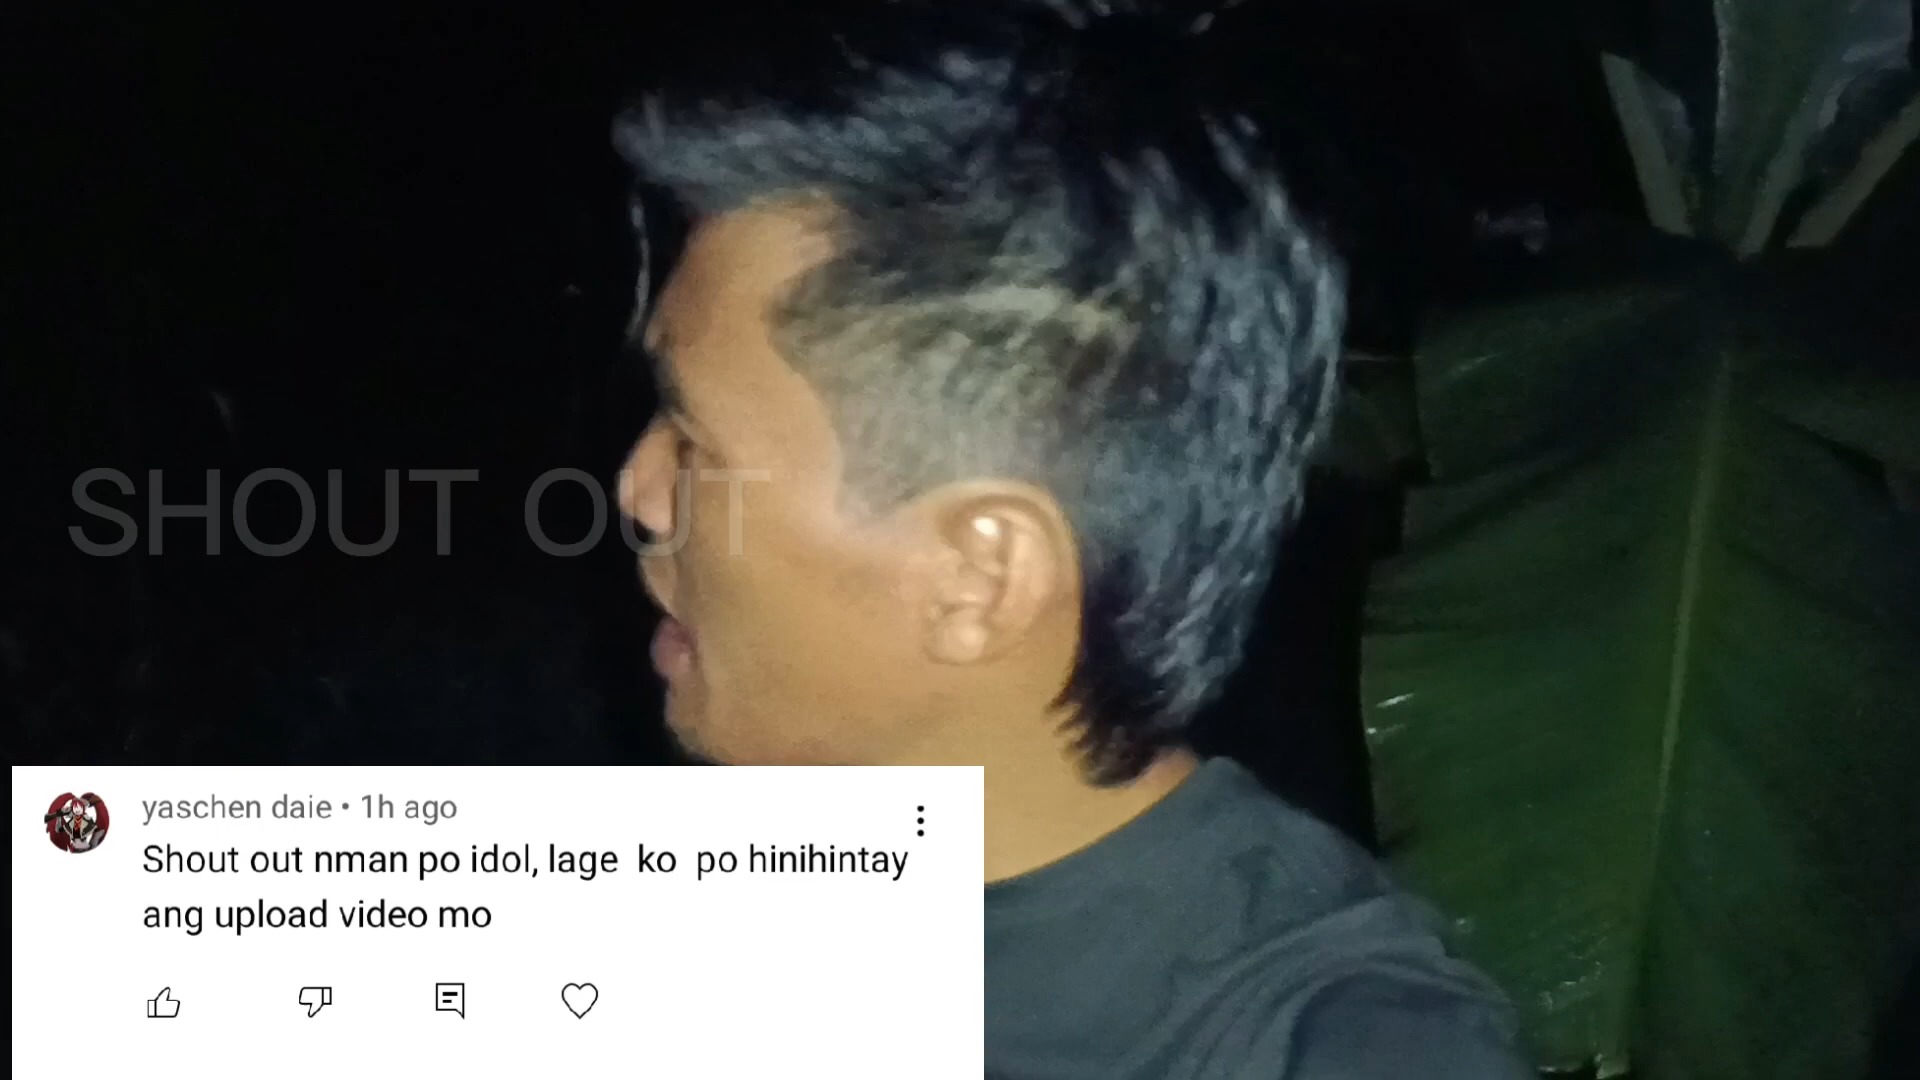 SHOUT OUT
yaschen daie • 1h ago
Shout out nman po idol, lage ko po hinihintay
ang upload video mo